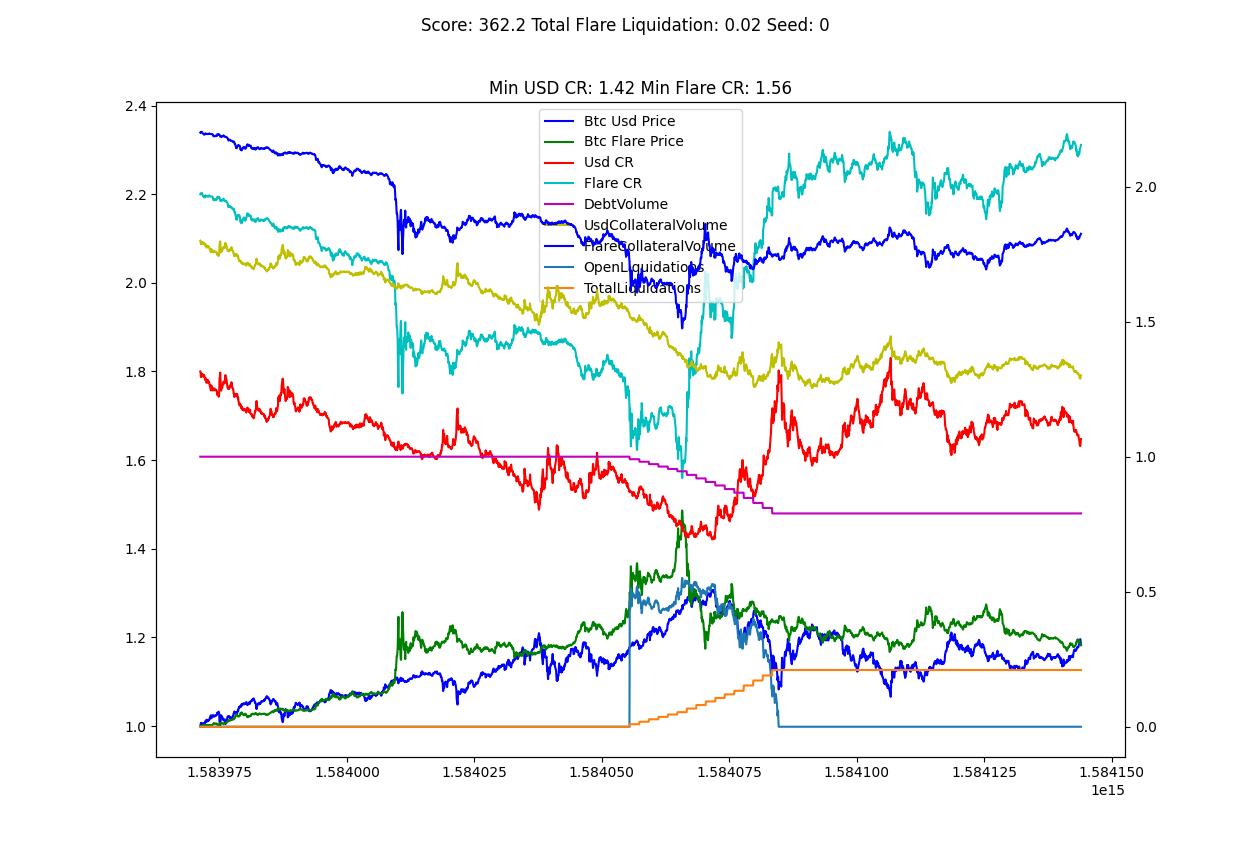 Score: 362.2 Total Flare Liquidation: 0.02 Seed: 0
Min USD CR: 1.42 Min Flare CR: 1.56
Btc Usd Price
Btc Flare Price
Usd CR
Flare CR
DebtVolume
UsdCollateralVolume
FlareCollateralVolume
OpenLiquidations
TotalLiquidations
2.4
2.2
2.0
1.8
1.6
1.4
1.2
1.0
2.0
1.5
1.0
0.5
0.0
1.583975 1.584000 1.584025 1.584050 1.584075 1.584100 1.584125 1.584150
1e15